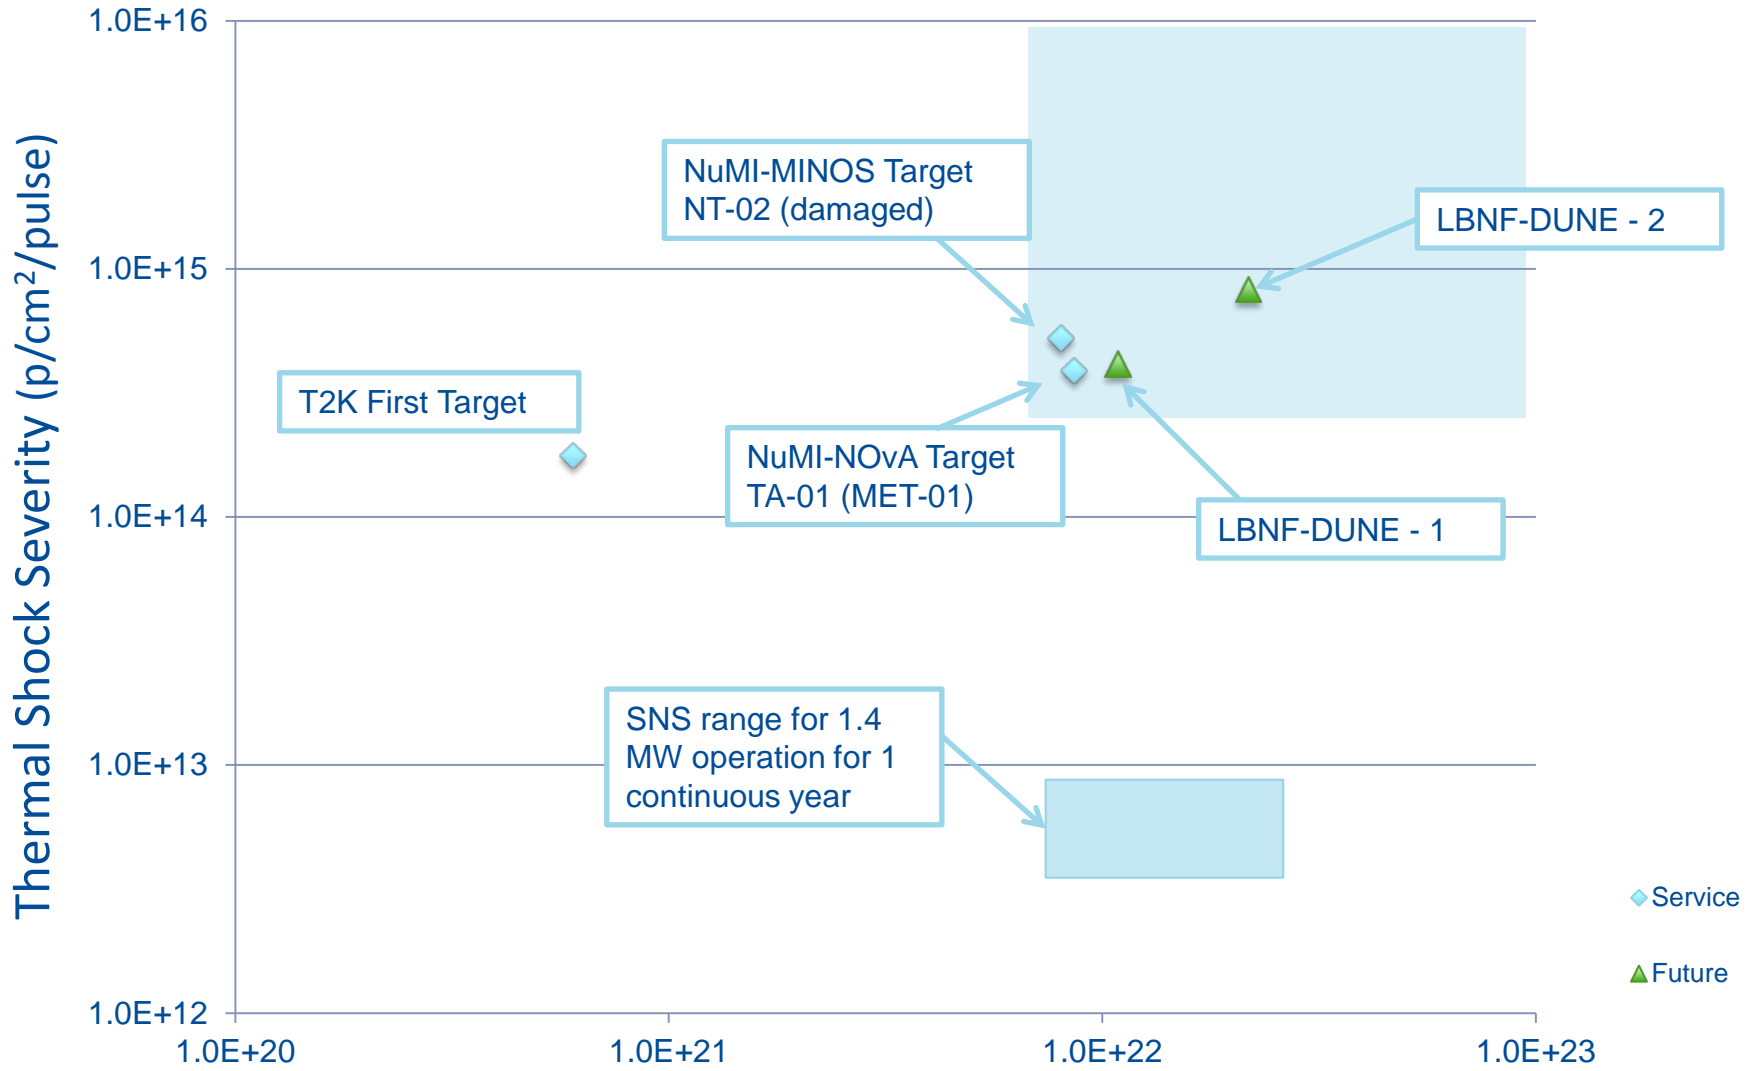 Thermal Shock Severity (p/cm²/pulse)
1.0E+16
1.0E+15
1.0E+14
1.0E+13
1.0E+12
1.0E+20
1.0E+21
1.0E+22
1.0E+23
NuMI-MINOS Target
NT-02 (damaged)
LBNF-DUNE - 2
T2K First Target
NuMI-NOvA Target
TA-01 (MET-01)
LBNF-DUNE - 1
SNS range for 1.4
MW operation for 1
continuous year
Service
Future